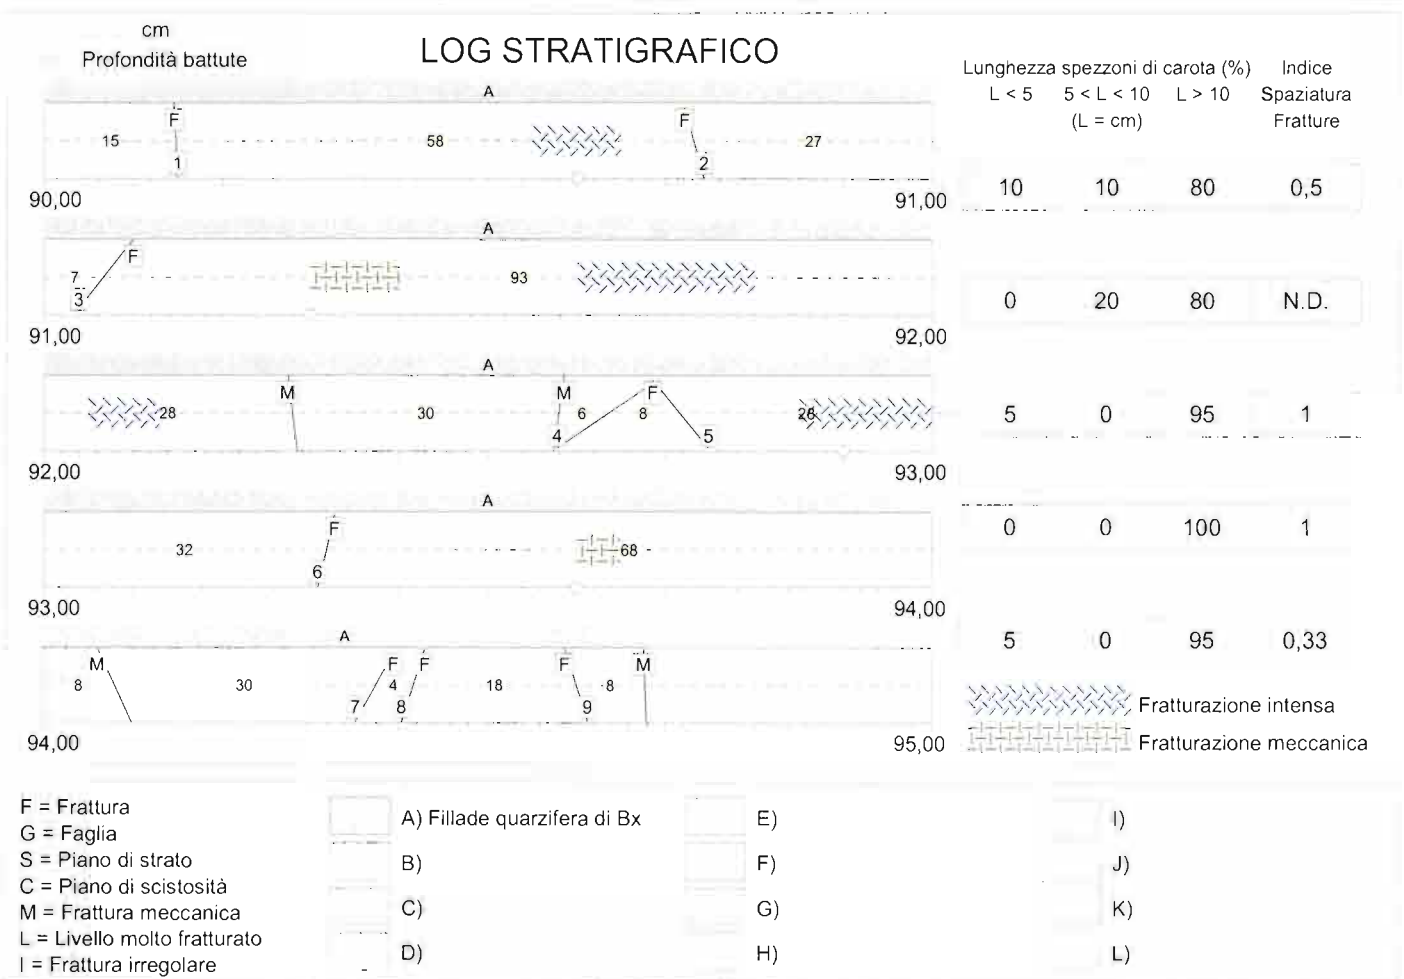 cm
Profondità battute
LOG STRATIGRAFICO
Lunghezza spezzoni di carota (%)
Indice Spaziatura Fratture
L < 5
5 < L < 10
L > 10
(L = cm)
A
F
F
15
58
27
1
2
90,00
91,00
10
10
80
0,5
A
F
7
93
3
91,00
92,00
0
20
80
N.D.
A
M
M
F
28
30
6
8
26
4
5
92,00
93,00
5
0
95
1
A
F
32
68
6
93,00
94,00
0
0
100
1
A
M
F
F
F
M
8
30
4
18
8
7
8
9
94,00
95,00
5
0
95
0,33
Fratturazione intensa
Fratturazione meccanica
F = Frattura
G = Faglia
S = Piano di strato
C = Piano di scistosità
M = Frattura meccanica
L = Livello molto fratturato
I = Frattura irregolare
A) Fillade quarzifera di Bx
B)
C)
D)
E)
F)
G)
H)
I)
J)
K)
L)